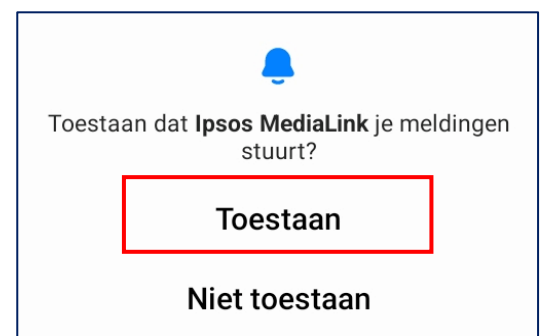 Toestaan dat Ipsos MediaLink je meldingen
stuurt?
Toestaan
Niet toestaan